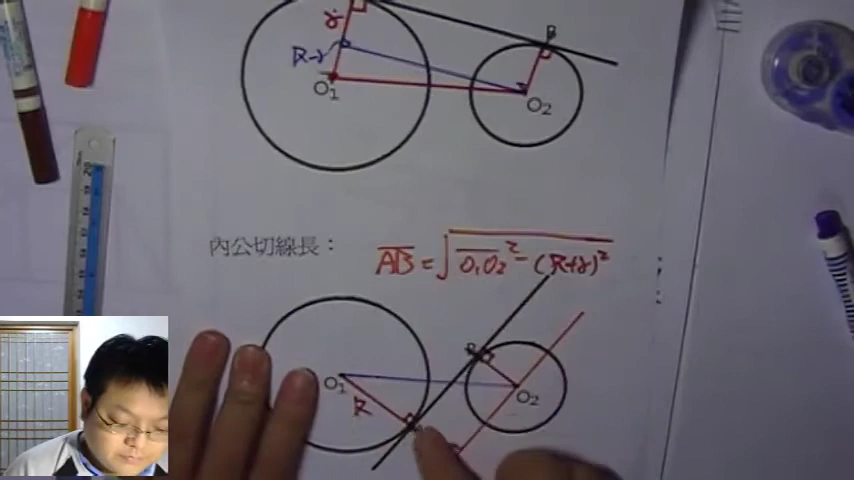 r
R-r
B
O₁
O₂
內公切線長：
AB = √O₁O₂² - (R+r)²
B
O₁
O₂
R